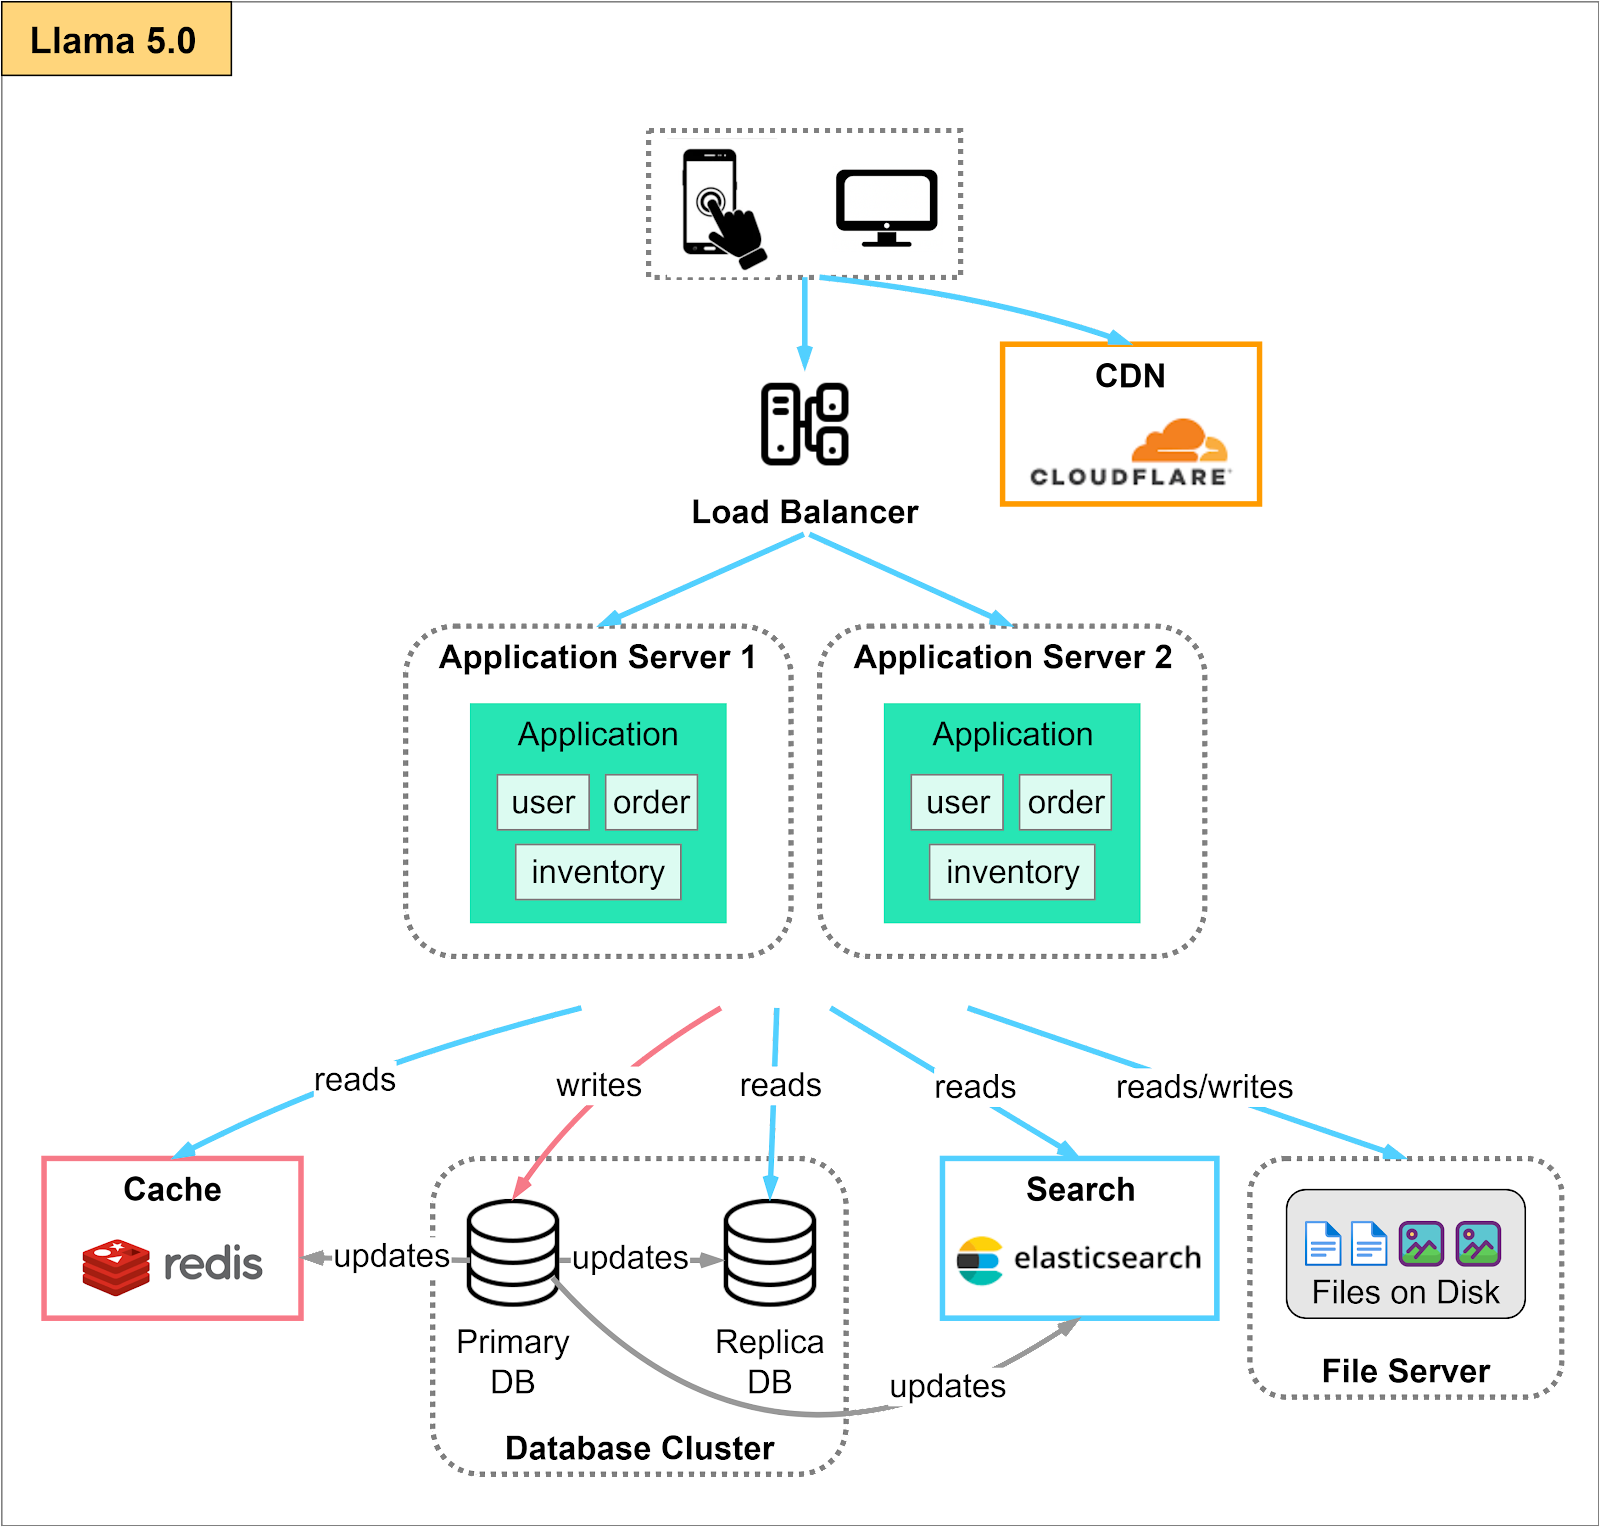 Llama 5.0
CDN
CLOUDFLARE
Load Balancer
Application Server 1
Application Server 2
Application
Application
user
order
user
order
inventory
inventory
reads
writes
reads
reads
reads/writes
Cache
Search
redis
updates
updates
elasticsearch
Files on Disk
Primary
DB
Replica
DB
updates
File Server
Database Cluster